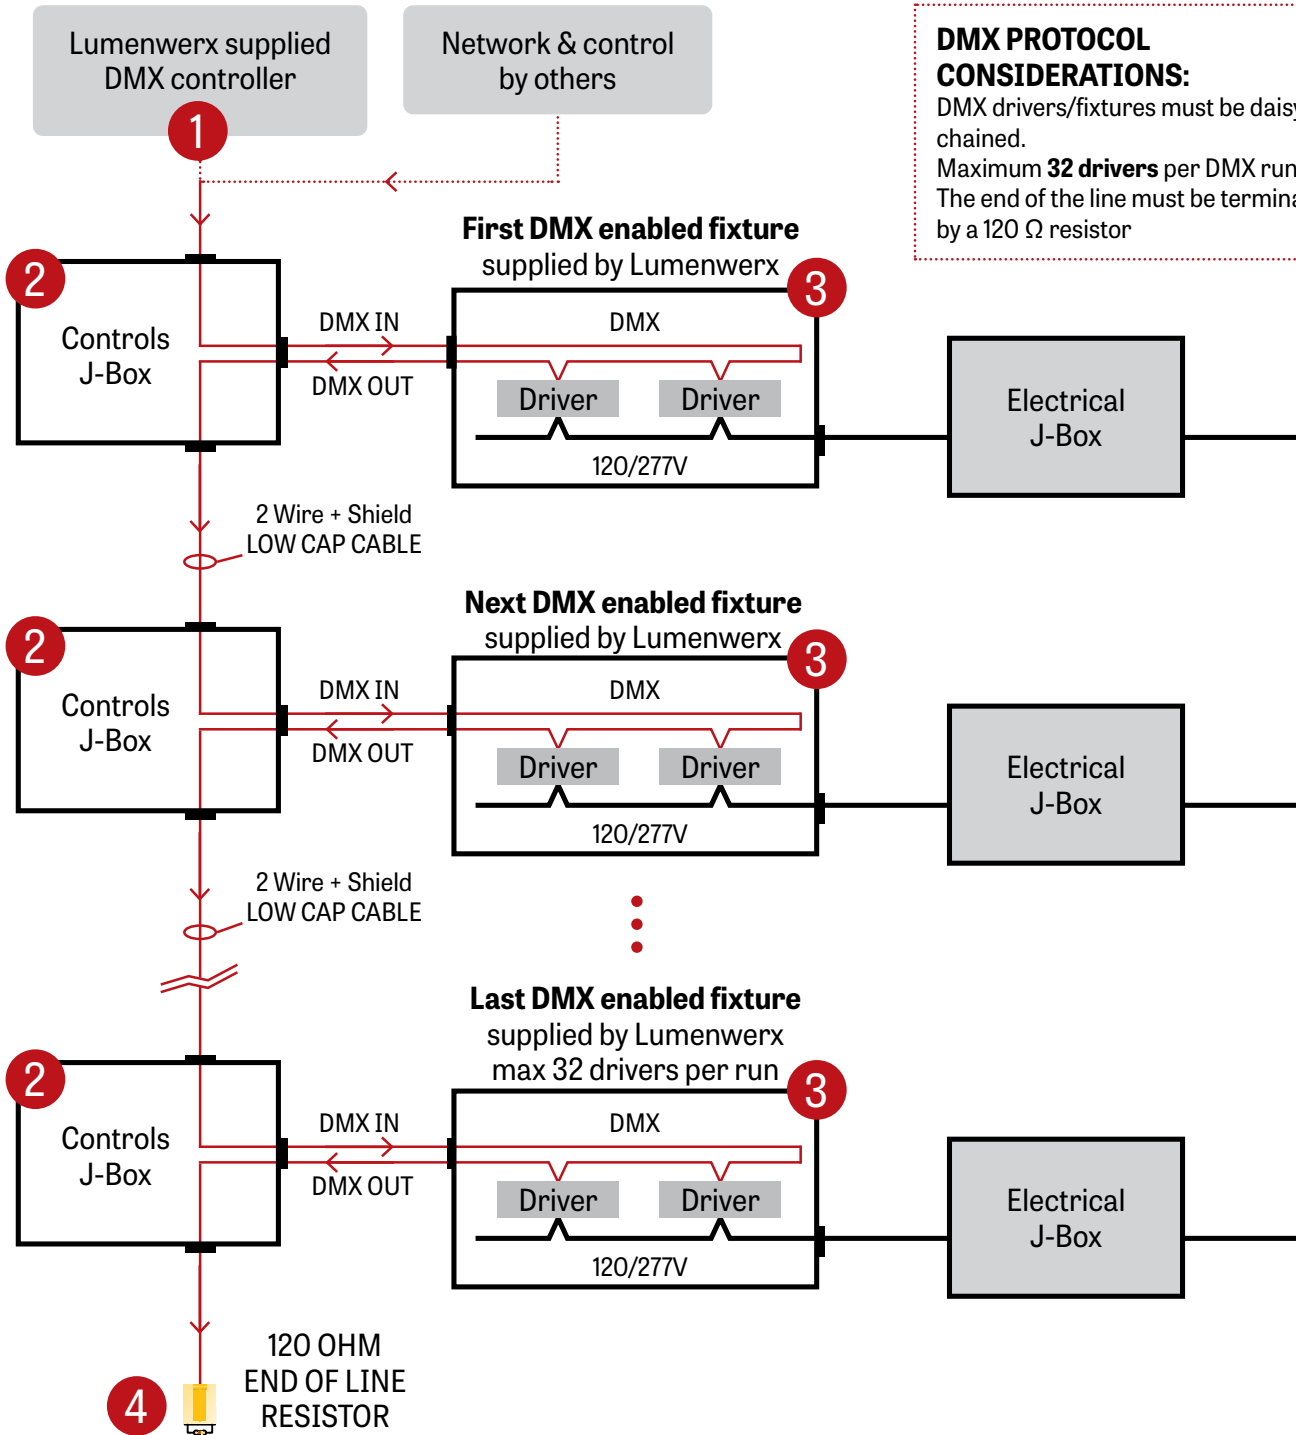 Lumenwerx supplied
DMX controller
1
Network & control
by others
DMX PROTOCOL
CONSIDERATIONS:
DMX drivers/fixtures must be daisy
chained.
Maximum 32 drivers per DMX run
The end of the line must be termina
by a 120 Ω resistor
First DMX enabled fixture
supplied by Lumenwerx
2
Controls
J-Box
DMX IN
DMX OUT
3
DMX
Driver
Driver
120/277V
Electrical
J-Box
2 Wire + Shield
LOW CAP CABLE
Next DMX enabled fixture
supplied by Lumenwerx
2
Controls
J-Box
DMX IN
DMX OUT
3
DMX
Driver
Driver
120/277V
Electrical
J-Box
2 Wire + Shield
LOW CAP CABLE
Last DMX enabled fixture
supplied by Lumenwerx
max 32 drivers per run
2
Controls
J-Box
DMX IN
DMX OUT
3
DMX
Driver
Driver
120/277V
Electrical
J-Box
4
120 OHM
END OF LINE
RESISTOR